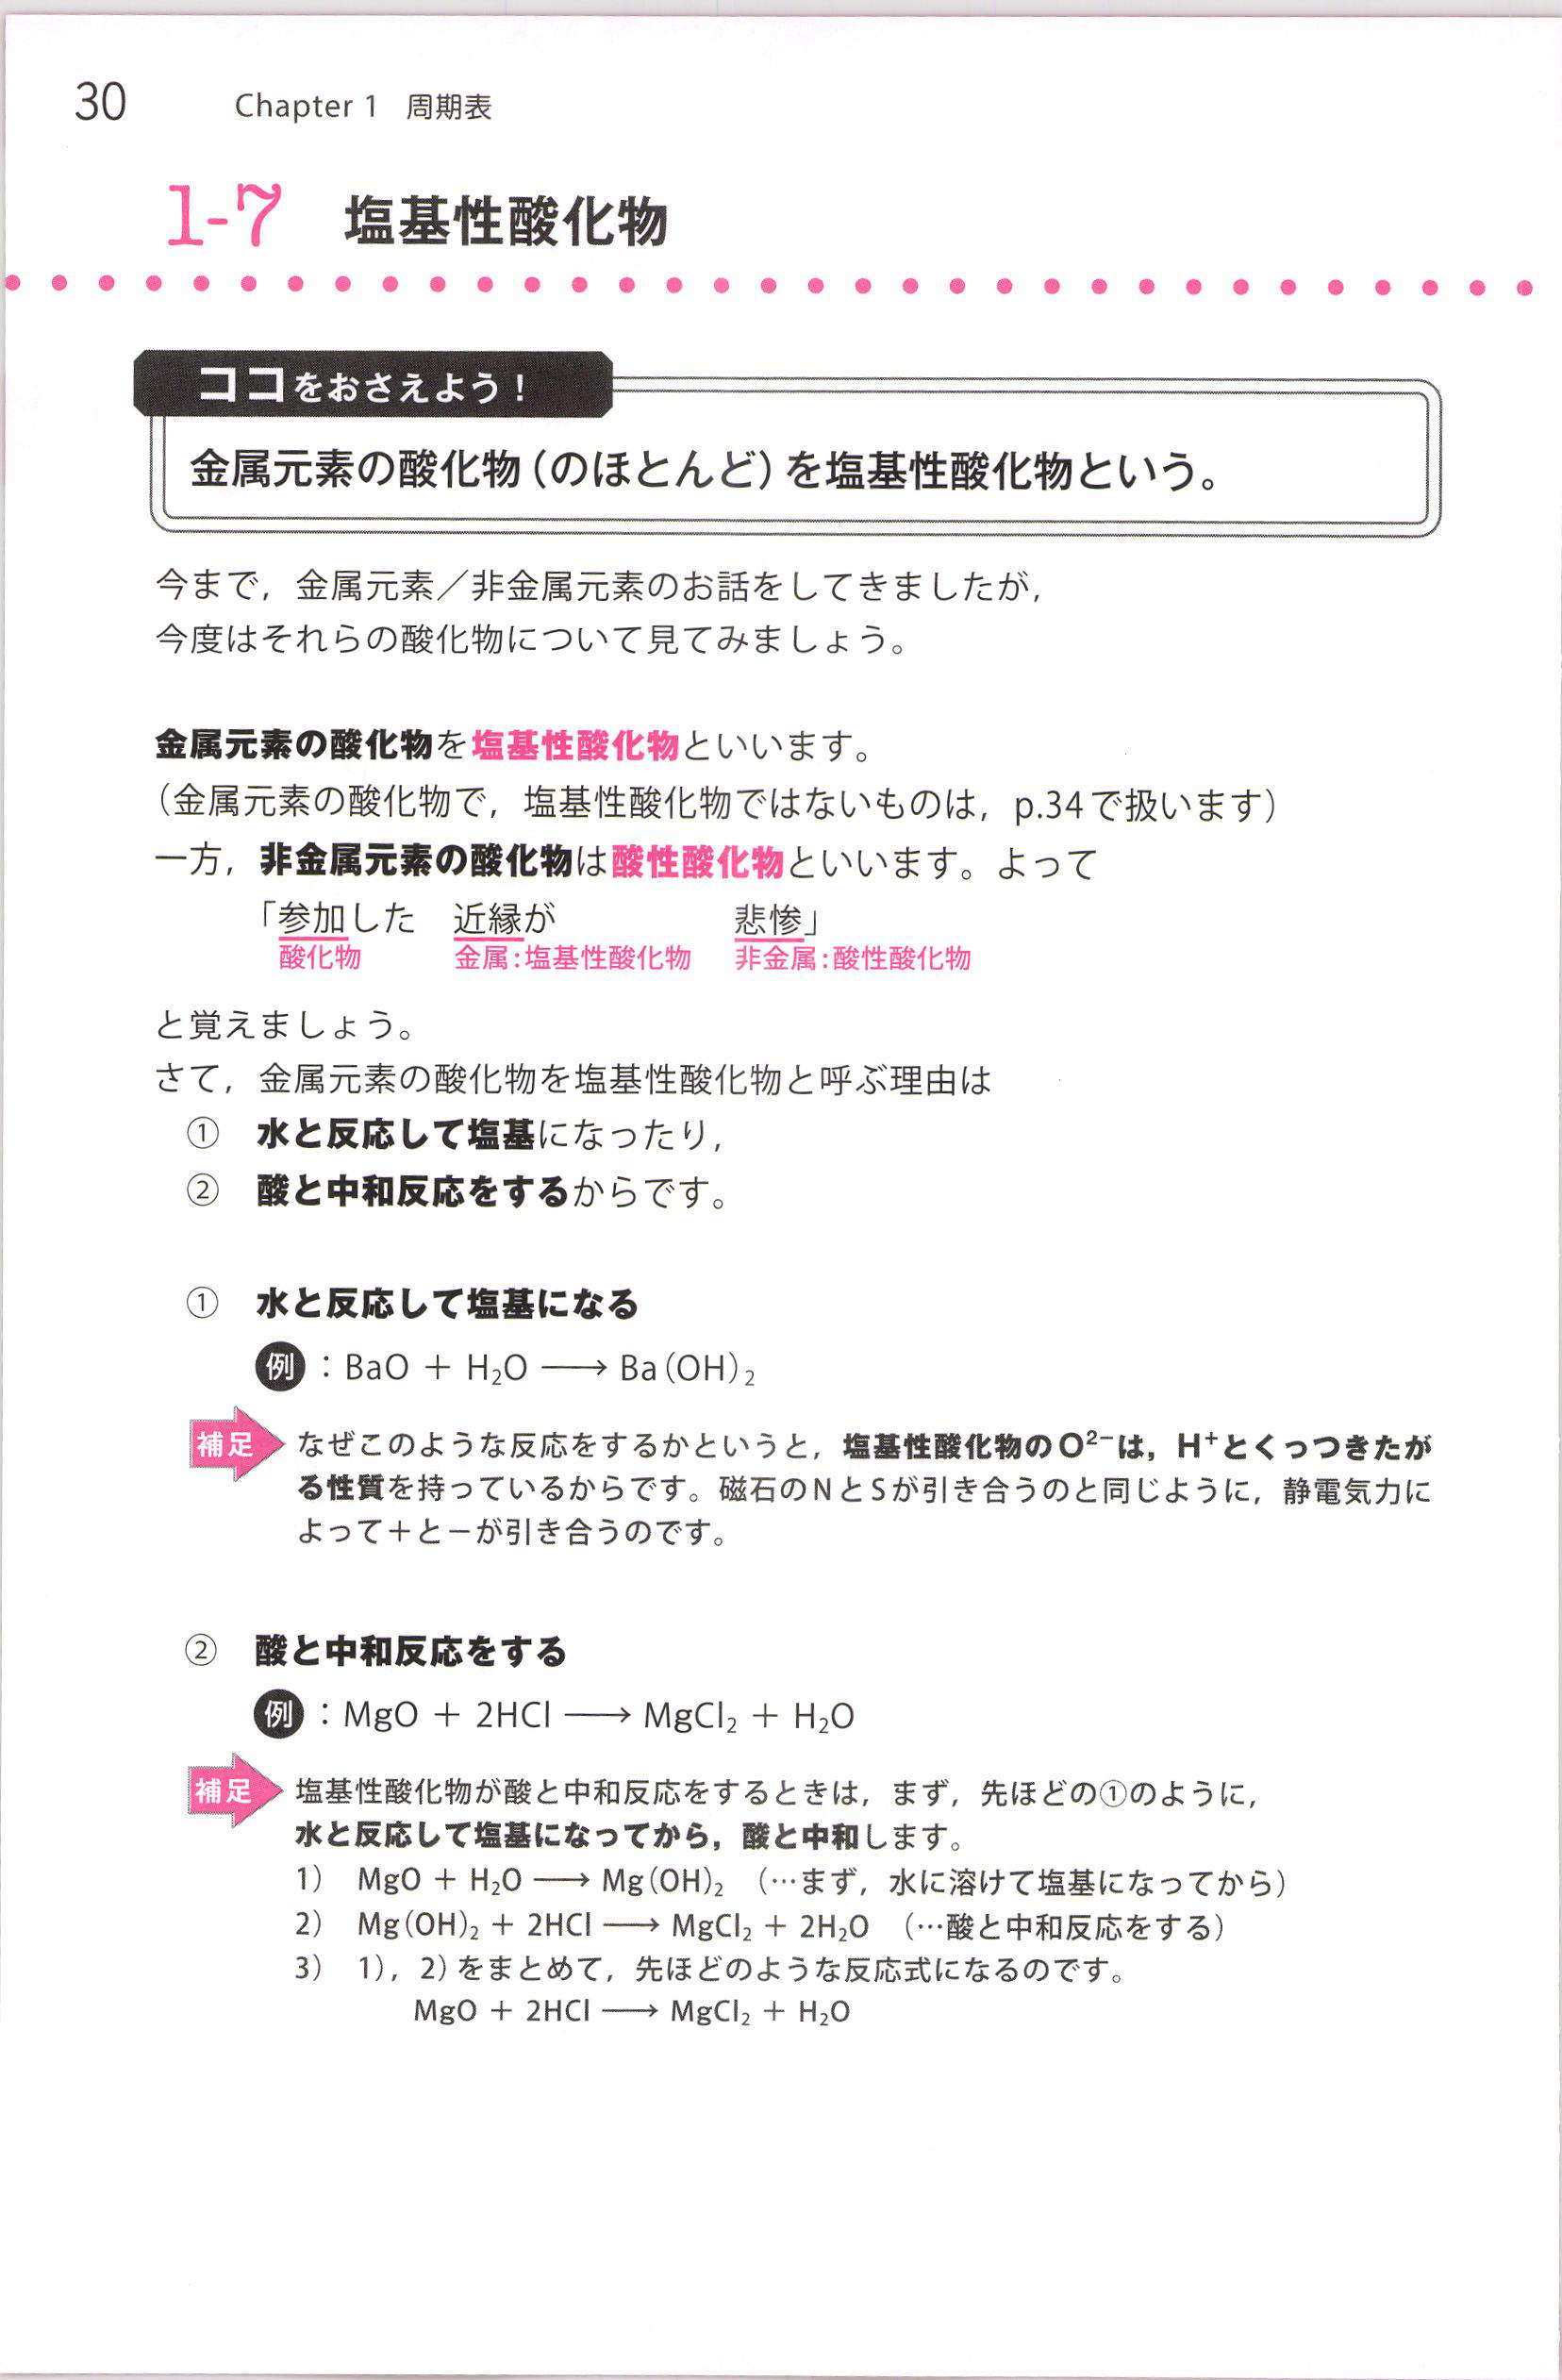 30 Chapter 1 周期表
1-7 塩基性酸化物
ココをおさえよう！
金属元素の酸化物（のほとんど）を塩基性酸化物という。
今まで，金属元素／非金属元素のお話をしてきましたが，
今度はそれらの酸化物について見てみましょう。
金属元素の酸化物を塩基性酸化物といいます。
（金属元素の酸化物で，塩基性酸化物ではないものは，p.34で扱います）
一方，非金属元素の酸化物は酸性酸化物といいます。よって
「参加した 近縁が 悲惨」
酸化物 金属：塩基性酸化物 非金属：酸性酸化物
と覚えましょう。
さて，金属元素の酸化物を塩基性酸化物と呼ぶ理由は
① 水と反応して塩基になったり，
② 酸と中和反応をするからです。
① 水と反応して塩基になる
例：BaO + H₂O ⟶ Ba(OH)₂
補足 なぜこのような反応をするかというと，塩基性酸化物のO²⁻は，H⁺とくっつきたが
る性質を持っているからです。磁石のNとSが引き合うのと同じように，静電気力に
よって＋と－が引き合うのです。
② 酸と中和反応をする
例：MgO + 2HCl ⟶ MgCl₂ + H₂O
補足 塩基性酸化物が酸と中和反応をするときは，まず，先ほどの①のように，
水と反応して塩基になってから，酸と中和します。
1) MgO + H₂O ⟶ Mg(OH)₂ （…まず，水に溶けて塩基になってから）
2) Mg(OH)₂ + 2HCl ⟶ MgCl₂ + 2H₂O （…酸と中和反応をする）
3) 1)，2)をまとめて，先ほどのような反応式になるのです。
MgO + 2HCl ⟶ MgCl₂ + H₂O